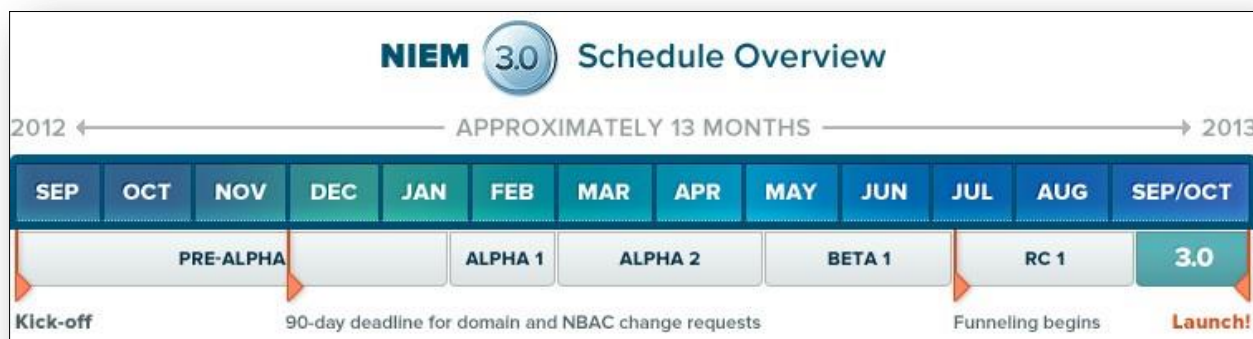 NIEM 3.0 Schedule Overview
2012 APPROXIMATELY 13 MONTHS 2013
SEP OCT NOV DEC JAN FEB MAR APR MAY JUN JUL AUG SEP/OCT
PRE-ALPHA ALPHA 1 ALPHA 2 BETA 1 RC 1 3.0
Kick-off 90-day deadline for domain and NBAC change requests Funneling begins Launch!